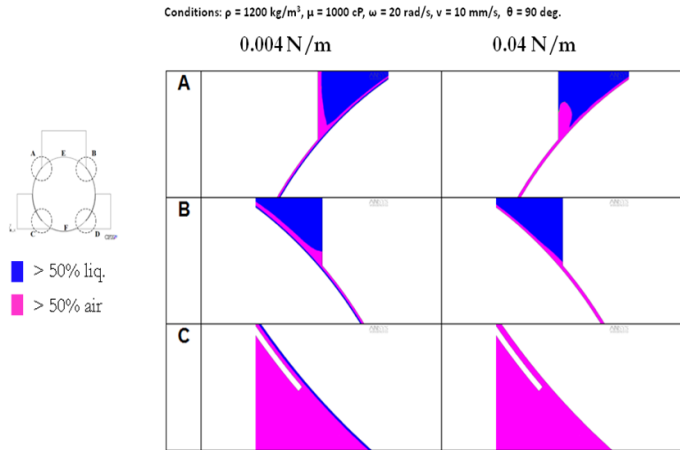 Conditions: ρ = 1200 kg/m³, μ = 1000 cP, ω = 20 rad/s, v = 10 mm/s, θ = 90 deg.
0.004 N/m 0.04 N/m
A
B
C
A E B
C F D
> 50% liq.
> 50% air